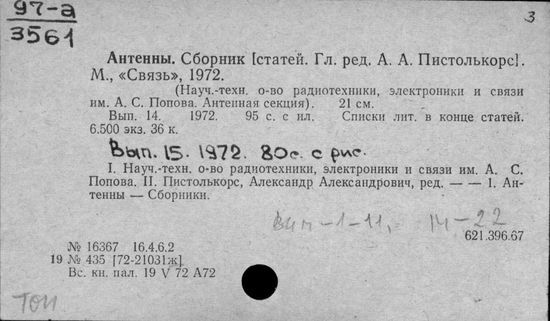 97-а
3561
3
Антенны. Сборник [статей. Гл. ред. А. А. Пистолькорс].
М., «Связь», 1972.
(Науч.-техн. о-во радиотехники, электроники и связи
им. А. С. Попова. Антенная секция). 21 см.
Вып. 14. 1972. 95 с. с ил. Списки лит. в конце статей.
6.500 экз. 36 к.
Вып. 15. 1972. 80с. с рис.
I. Науч.-техн. о-во радиотехники, электроники и связи им. А. С.
Попова. II. Пистолькорс, Александр Александрович, ред. — — 1. Ан-
тенны — Сборники.
1-11, 14-22
621.396.67
№ 16367 16.4.6.2
19 № 435 [72-21031ж]
Вс. кн. пал. 19 V 72 А72